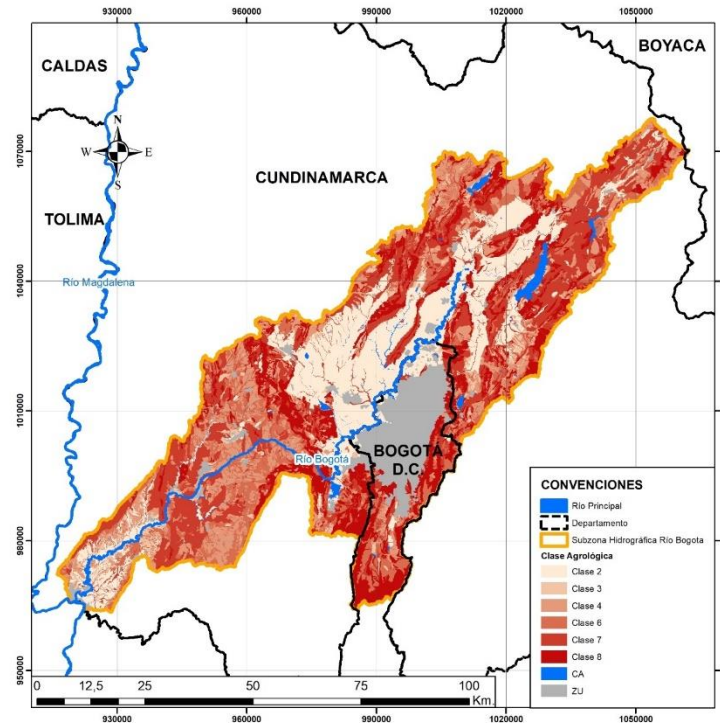 930000 960000 990000 1020000 1050000
BOYACA
CALDAS
N
W E
S
1070000
CUNDINAMARCA
TOLIMA
Río Magdalena
1040000
1010000
BOGOTÁ
D.C.
Río Bogotá
CONVENCIONES
Río Principal
Departamento
Subzona Hidrográfica Río Bogota
Clase Agrológica
Clase 2
Clase 3
Clase 4
Clase 6
Clase 7
Clase 8
CA
ZU
980000
950000
0 12,5 25 50 75 100
Km
930000 960000 990000 1020000 1050000